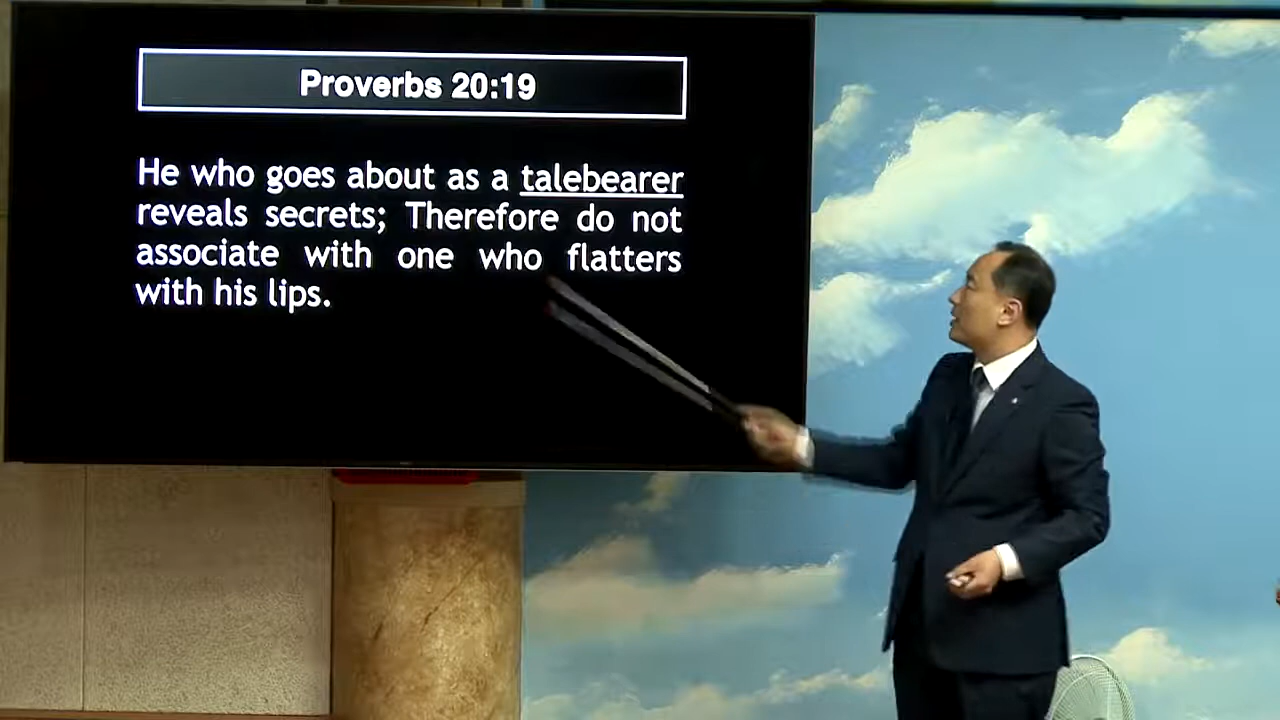 Proverbs 20:19
He who goes about as a talebearer
reveals secrets; Therefore do not
associate with one who flatters
with his lips.